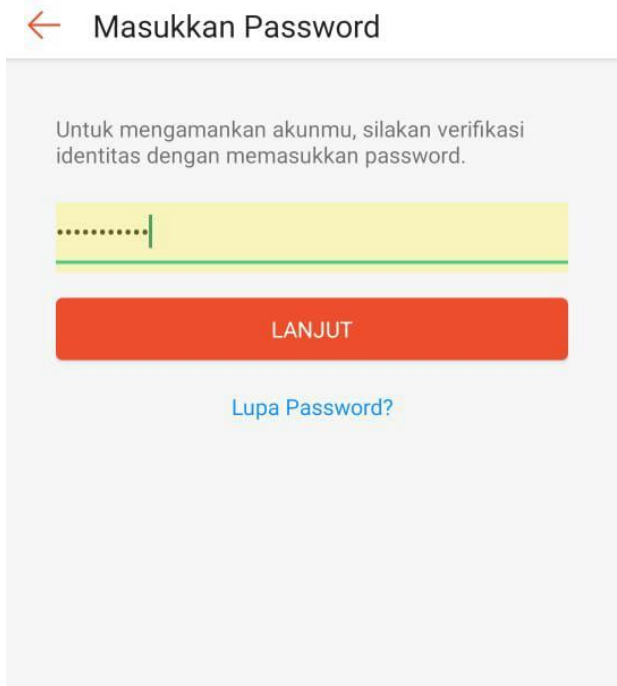 Masukkan Password
Untuk mengamankan akunmu, silakan verifikasi
identitas dengan memasukkan password.
•••••••••••
LANJUT
Lupa Password?